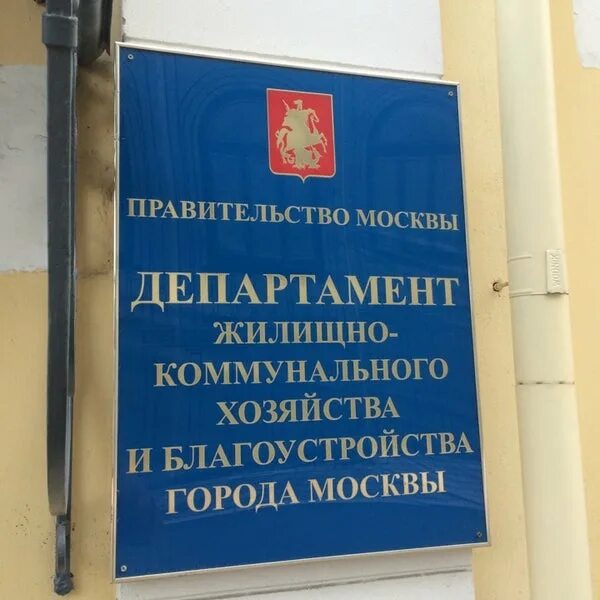 ПРАВИТЕЛЬСТВО МОСКВЫ
ДЕПАРТАМЕНТ
ЖИЛИЩНО-
КОММУНАЛЬНОГО
ХОЗЯЙСТВА
И БЛАГОУСТРОЙСТВА
ГОРОДА МОСКВЫ